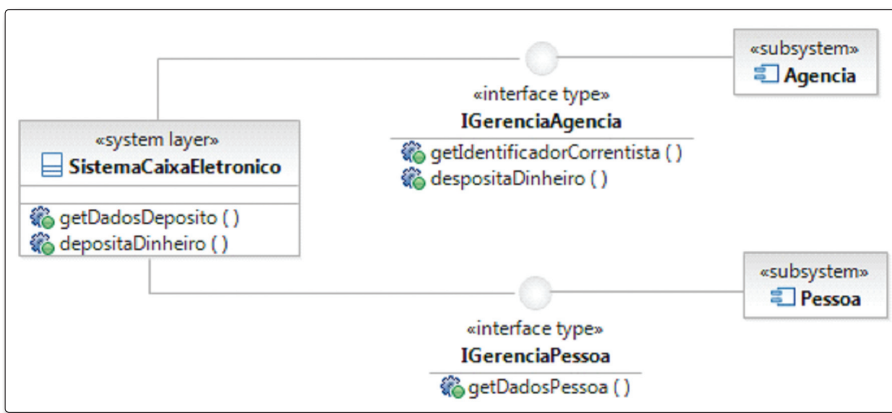 «subsystem»
Agencia
«interface type»
IGerenciaAgencia
getIdentificadorCorrentista ( )
despositaDinheiro ( )
«system layer»
SistemaCaixaEletronico
getDadosDeposito ( )
depositaDinheiro ( )
«subsystem»
Pessoa
«interface type»
IGerenciaPessoa
getDadosPessoa ( )